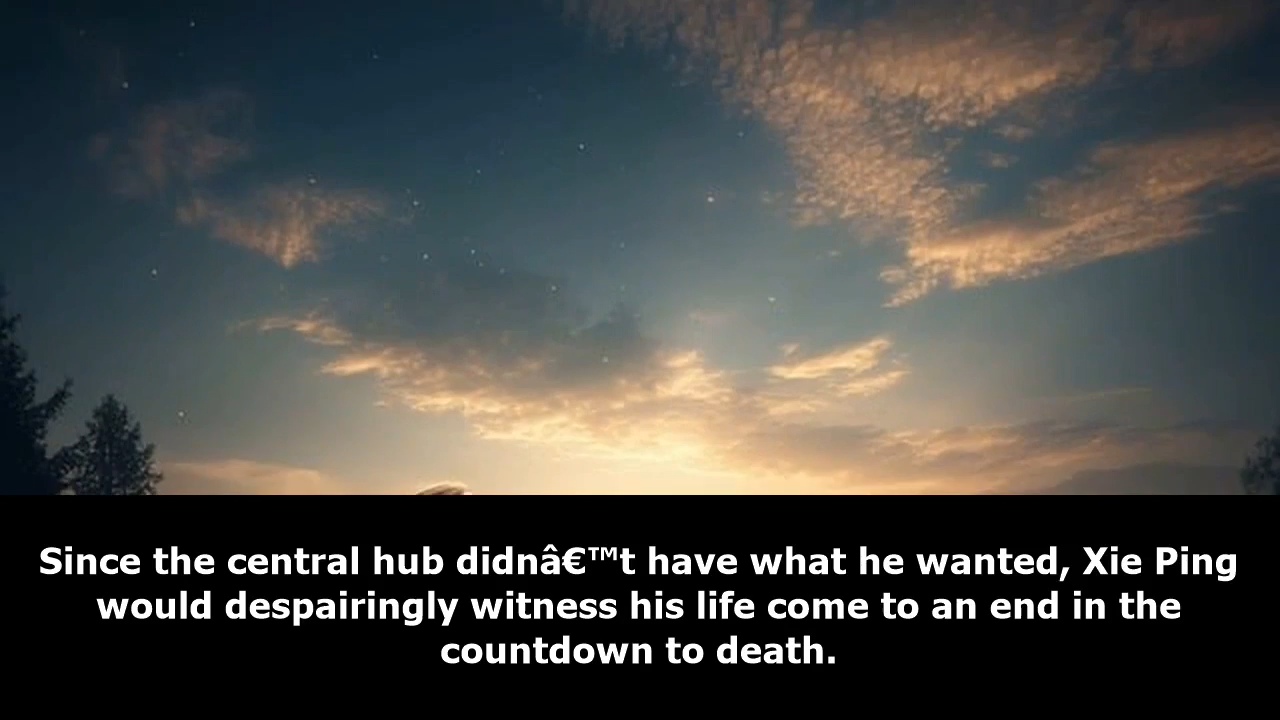 Since the central hub didnâ€™t have what he wanted, Xie Ping
would despairingly witness his life come to an end in the
countdown to death.